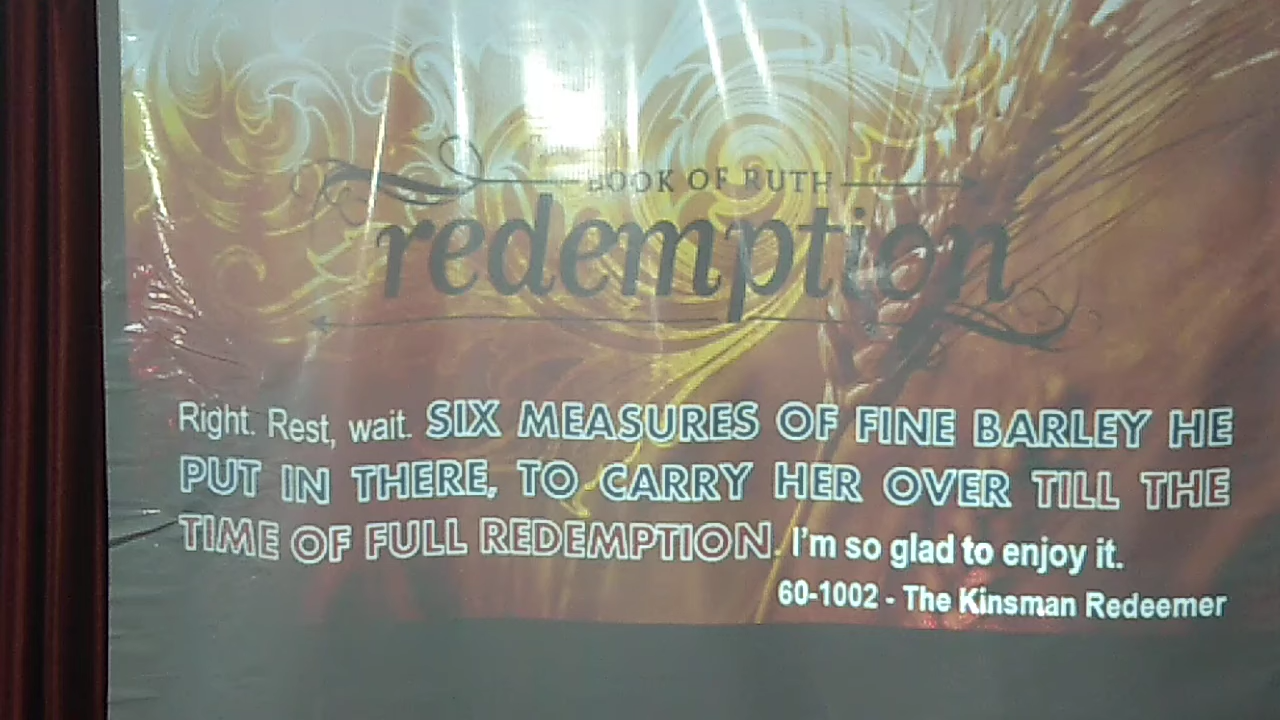 BOOK OF RUTH
redemption
Right. Rest, wait. SIX MEASURES OF FINE BARLEY HE
PUT IN THERE, TO CARRY HER OVER TILL THE
TIME OF FULL REDEMPTION. I'm so glad to enjoy it.
60-1002 - The Kinsman Redeemer